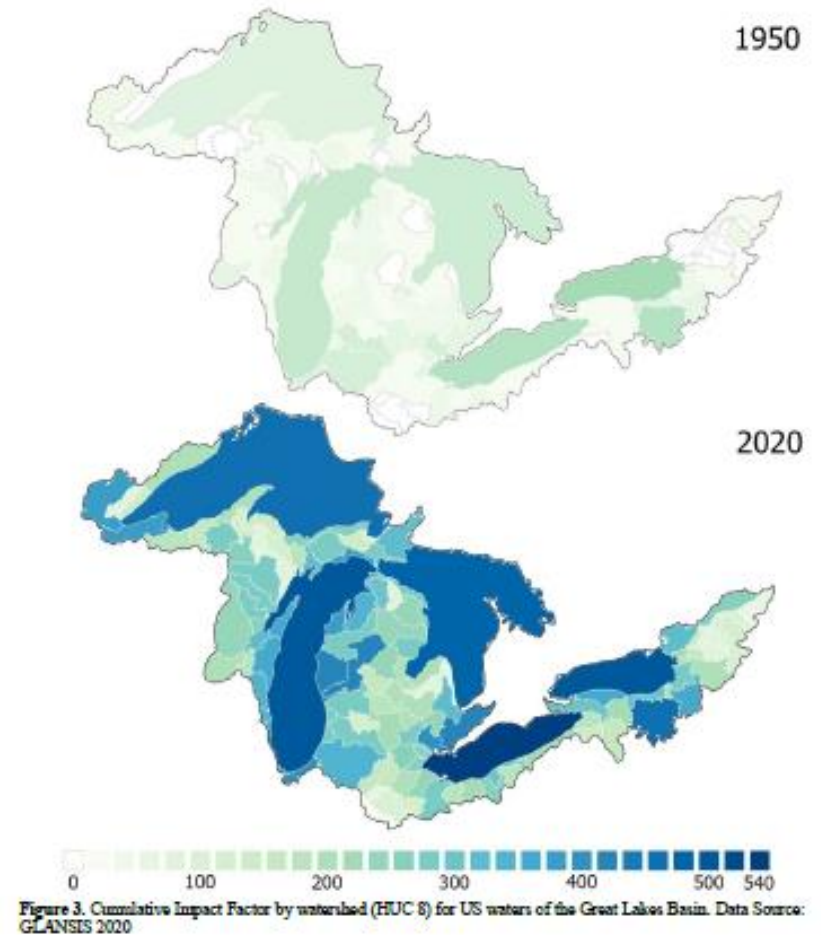 1950
2020
0 100 200 300 400 500 540
Figure 3. Cumulative Impact Factor by watershed (HUC 8) for US waters of the Great Lakes Basin. Data Source:
GLANSIS 2020